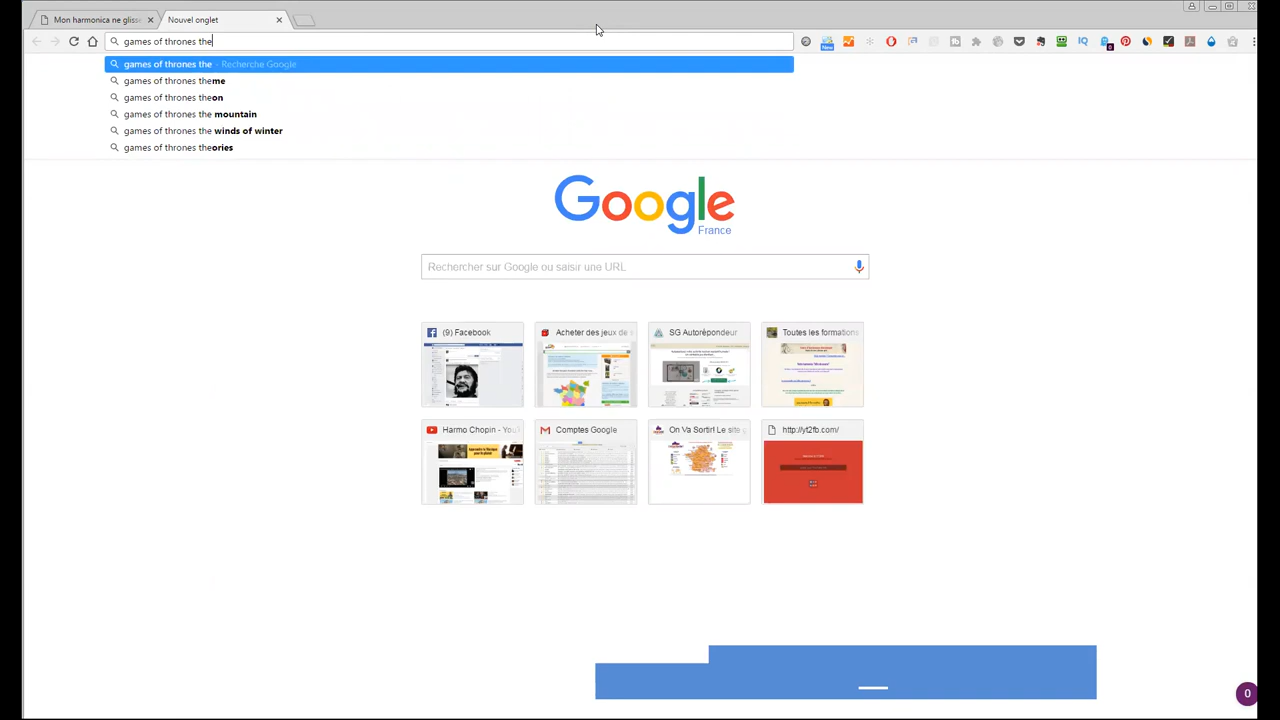 Mon harmonica ne gliss
Nouvel onglet
games of thrones the
games of thrones the - Recherche Google
games of thrones theme
games of thrones theon
games of thrones the mountain
games of thrones the winds of winter
games of thrones theories
New
0
Google
France
Rechercher sur Google ou saisir une URL
(9) Facebook
Acheter des jeux de s
SG Autorépondeur
Toutes les formations
Harmo Chopin - You
Comptes Google
On Va Sortir! Le site
http://yt2fb.com/
0